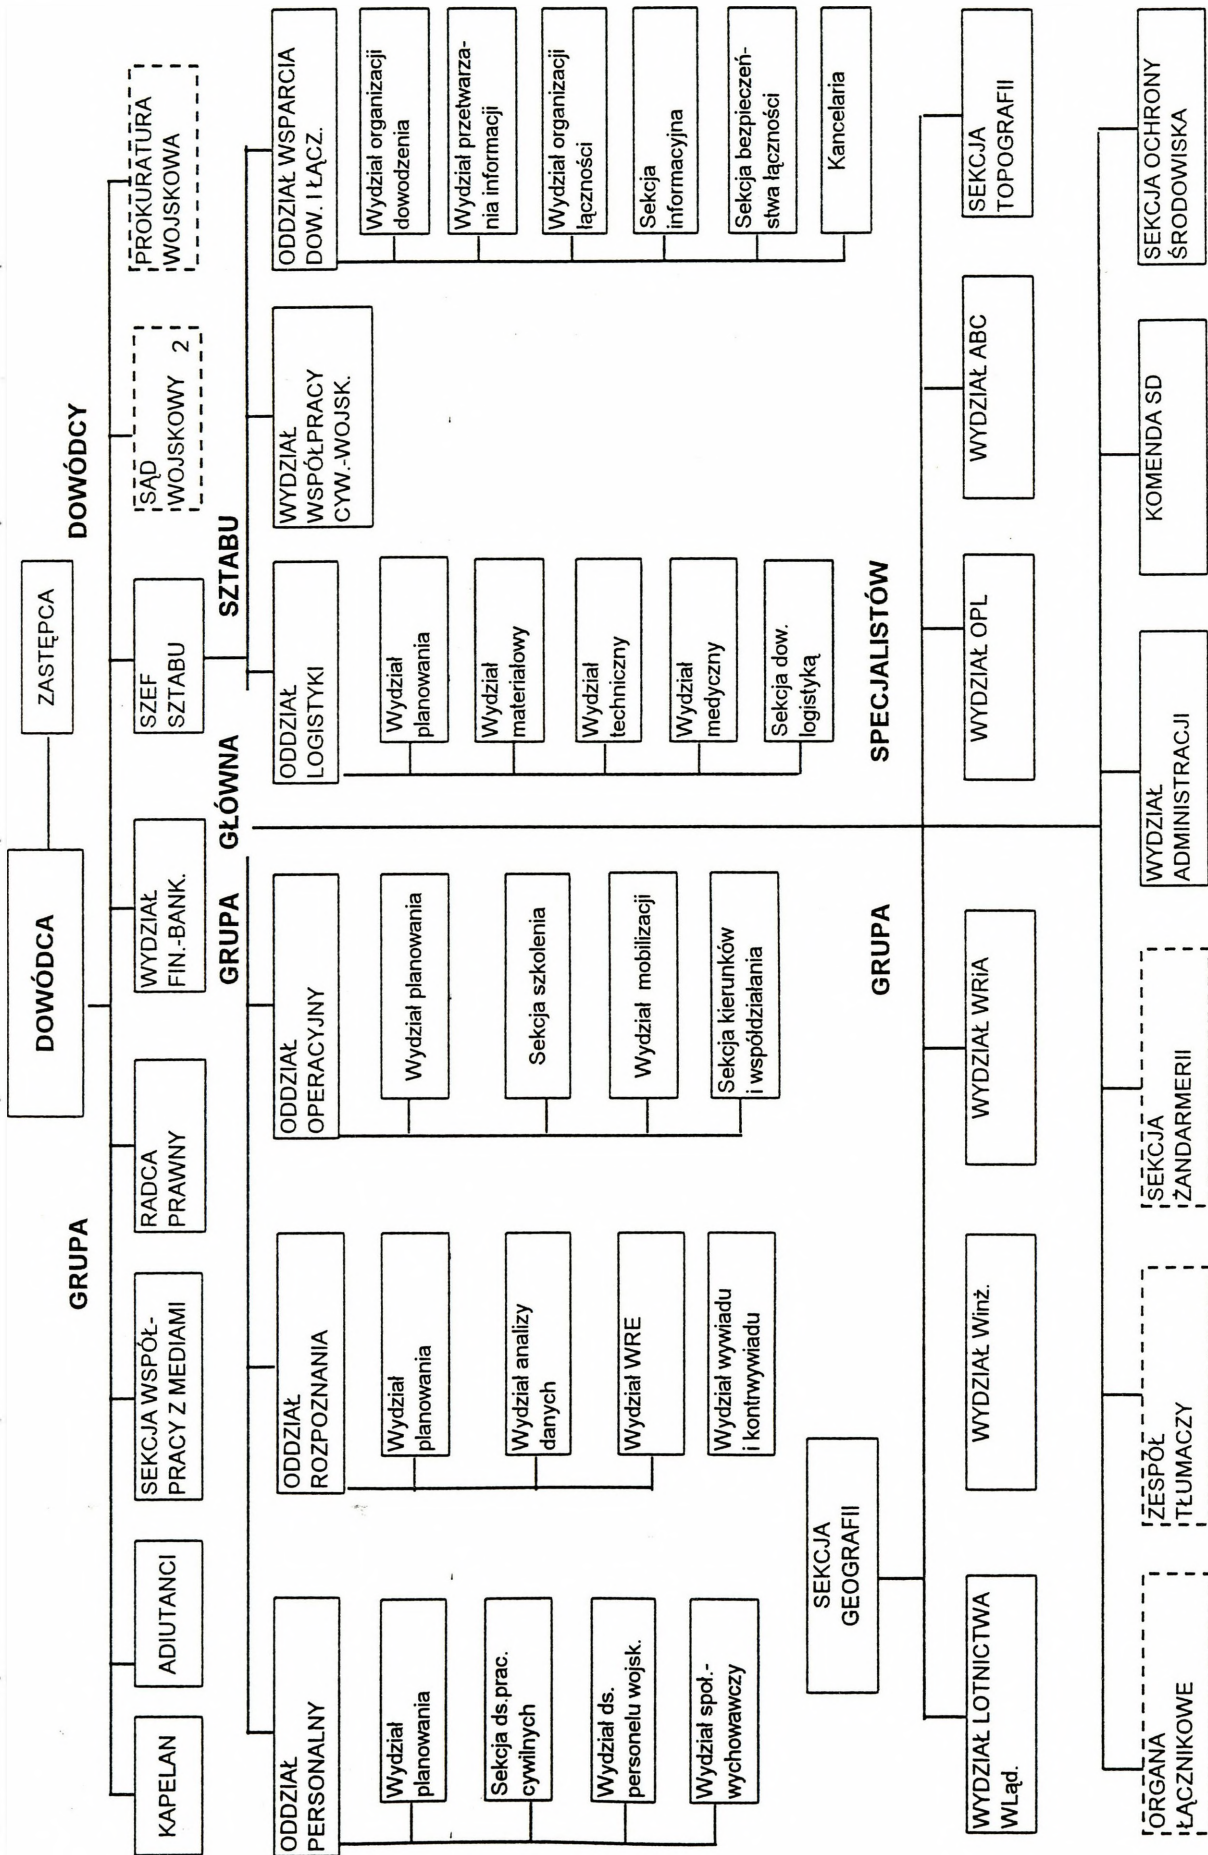 DOWÓDCA
ZASTĘPCA
GRUPA DOWÓDCY
KAPELAN
ADIUTANCI
SEKCJA WSPÓŁ-
PRACY Z MEDIAMI
RADCA
PRAWNY
WYDZIAŁ
FIN.-BANK.
SZEF
SZTABU
SĄD
WOJSKOWY 2
PROKURATURA
WOJSKOWA
GRUPA GŁÓWNA SZTABU
ODDZIAŁ
PERSONALNY
Wydział
planowania
Sekcja ds.prac.
cywilnych
Wydział ds.
personelu wojsk.
Wydział społ.-
wychowawczy
ODDZIAŁ
ROZPOZNANIA
Wydział
planowania
Wydział analizy
danych
Wydział WRE
Wydział wywiadu
i kontrwywiadu
ODDZIAŁ
OPERACYJNY
Wydział planowania
Sekcja szkolenia
Wydział mobilizacji
Sekcja kierunków
i współdziałania
ODDZIAŁ
LOGISTYKI
Wydział
planowania
Wydział
materiałowy
Wydział
techniczny
Wydział
medyczny
Sekcja dow.
logistyką
WYDZIAŁ
WSPÓŁPRACY
CYW.-WOJSK.
ODDZIAŁ WSPARCIA
DOW. I ŁĄCZ.
Wydział organizacji
dowodzenia
Wydział przetwarza-
nia informacji
Wydział organizacji
łączności
Sekcja
informacyjna
Sekcja bezpieczeń-
stwa łączności
Kancelaria
GRUPA SPECJALISTÓW
SEKCJA
GEOGRAFII
WYDZIAŁ LOTNICTWA
WLąd.
WYDZIAŁ Winż.
WYDZIAŁ WRiA
WYDZIAŁ OPL
WYDZIAŁ ABC
SEKCJA
TOPOGRAFII
ORGANA
ŁĄCZNIKOWE
ZESPÓŁ
TŁUMACZY
SEKCJA
ŻANDARMERII
WYDZIAŁ
ADMINISTRACJI
KOMENDA SD
SEKCJA OCHRONY
ŚRODOWISKA